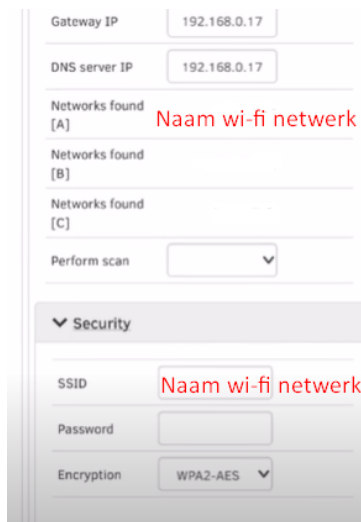 Gateway IP 192.168.0.17
DNS server IP 192.168.0.17
Networks found
[A] Naam wi-fi netwerk
Networks found
[B]
Networks found
[C]
Perform scan
Security
SSID Naam wi-fi netwerk
Password
Encryption WPA2-AES